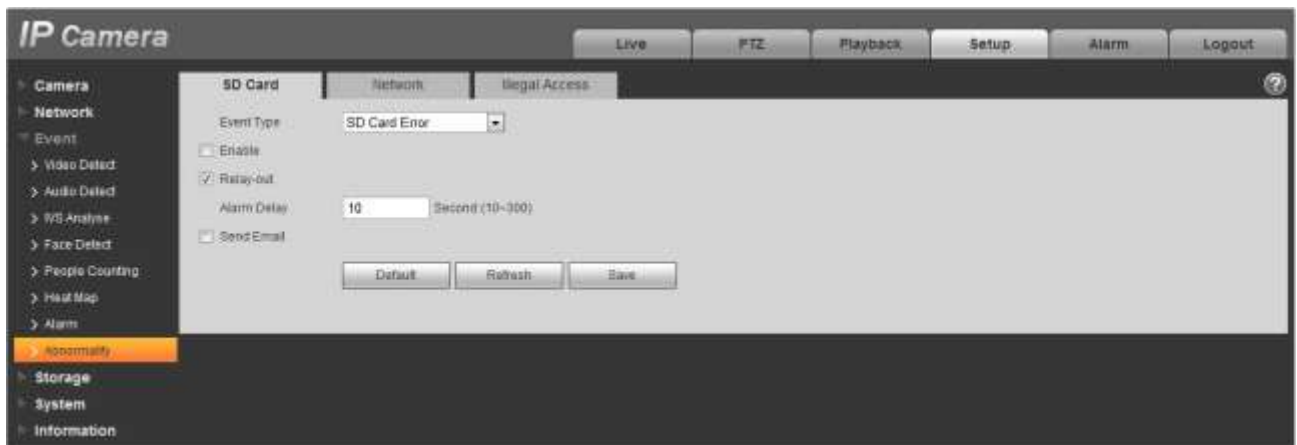 IP Camera
Live PTZ Playback Setup Alarm Logout
Camera
Network
Event
Video Detect
Audio Detect
IVS Analyse
Face Detect
People Counting
Heat Map
Alarm
Abnormality
Storage
System
Information
SD Card Network Illegal Access
?
Event Type SD Card Error
Enable
Relay-out
Alarm Delay 10 Second (10~300)
Send Email
Default Refresh Save